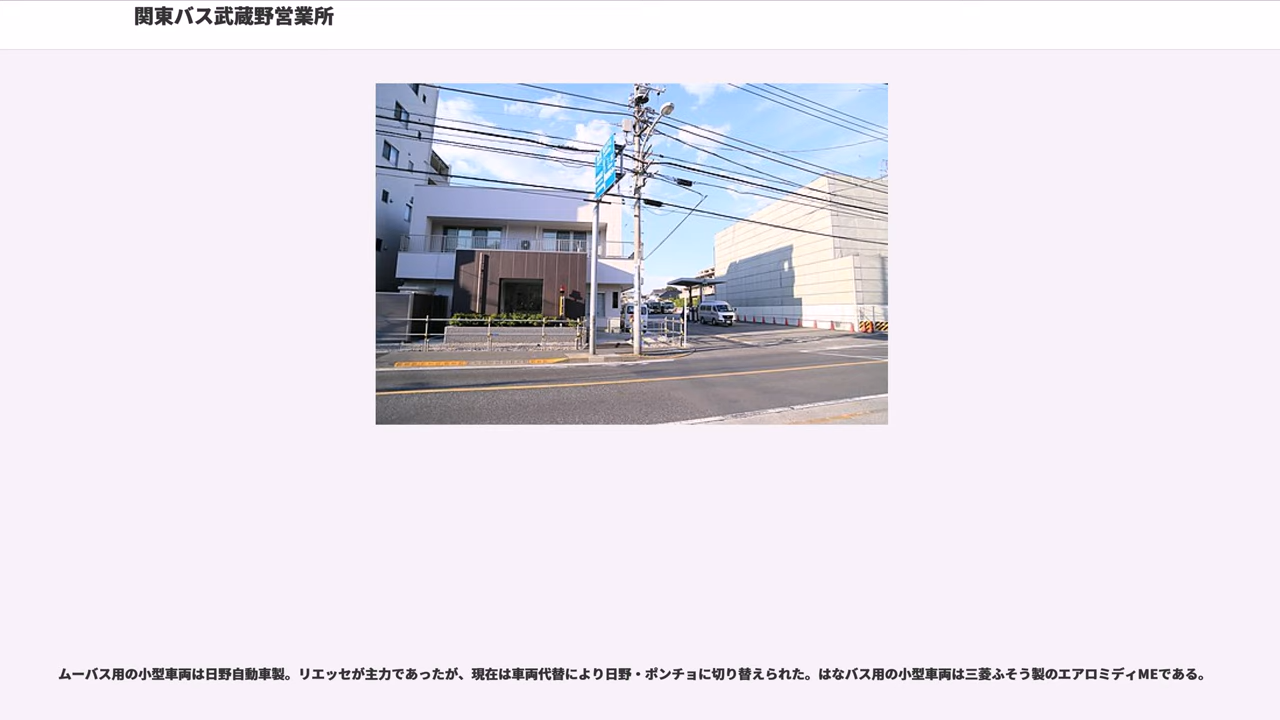 関東バス武蔵野営業所
ムーバス用の小型車両は日野自動車製。リエッセが主力であったが、現在は車両代替により日野・ポンチョに切り替えられた。はなバス用の小型車両は三菱ふそう製のエアロミディMEである。